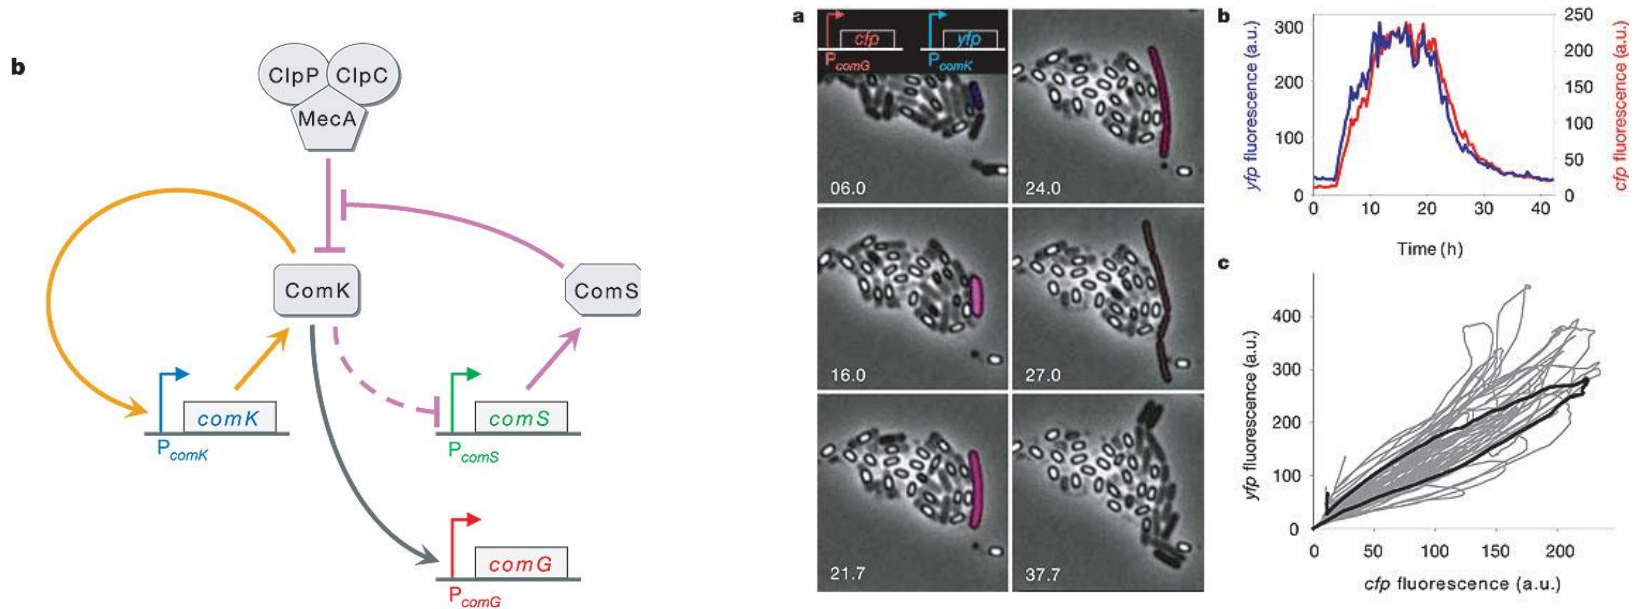 b
ClpP ClpC
MecA
ComK
ComS
comK
PcomK
comS
PcomS
comG
PcomG
a
cfp
yfp
PcomG
PcomK
06.0
24.0
16.0
27.0
21.7
37.7
b
yfp fluorescence (a.u.)
300
200
100
0
250
200
150
100
50
0
cfp fluorescence (a.u.)
0 10 20 30 40
Time (h)
c
yfp fluorescence (a.u.)
400
300
200
100
0
0 50 100 150 200
cfp fluorescence (a.u.)